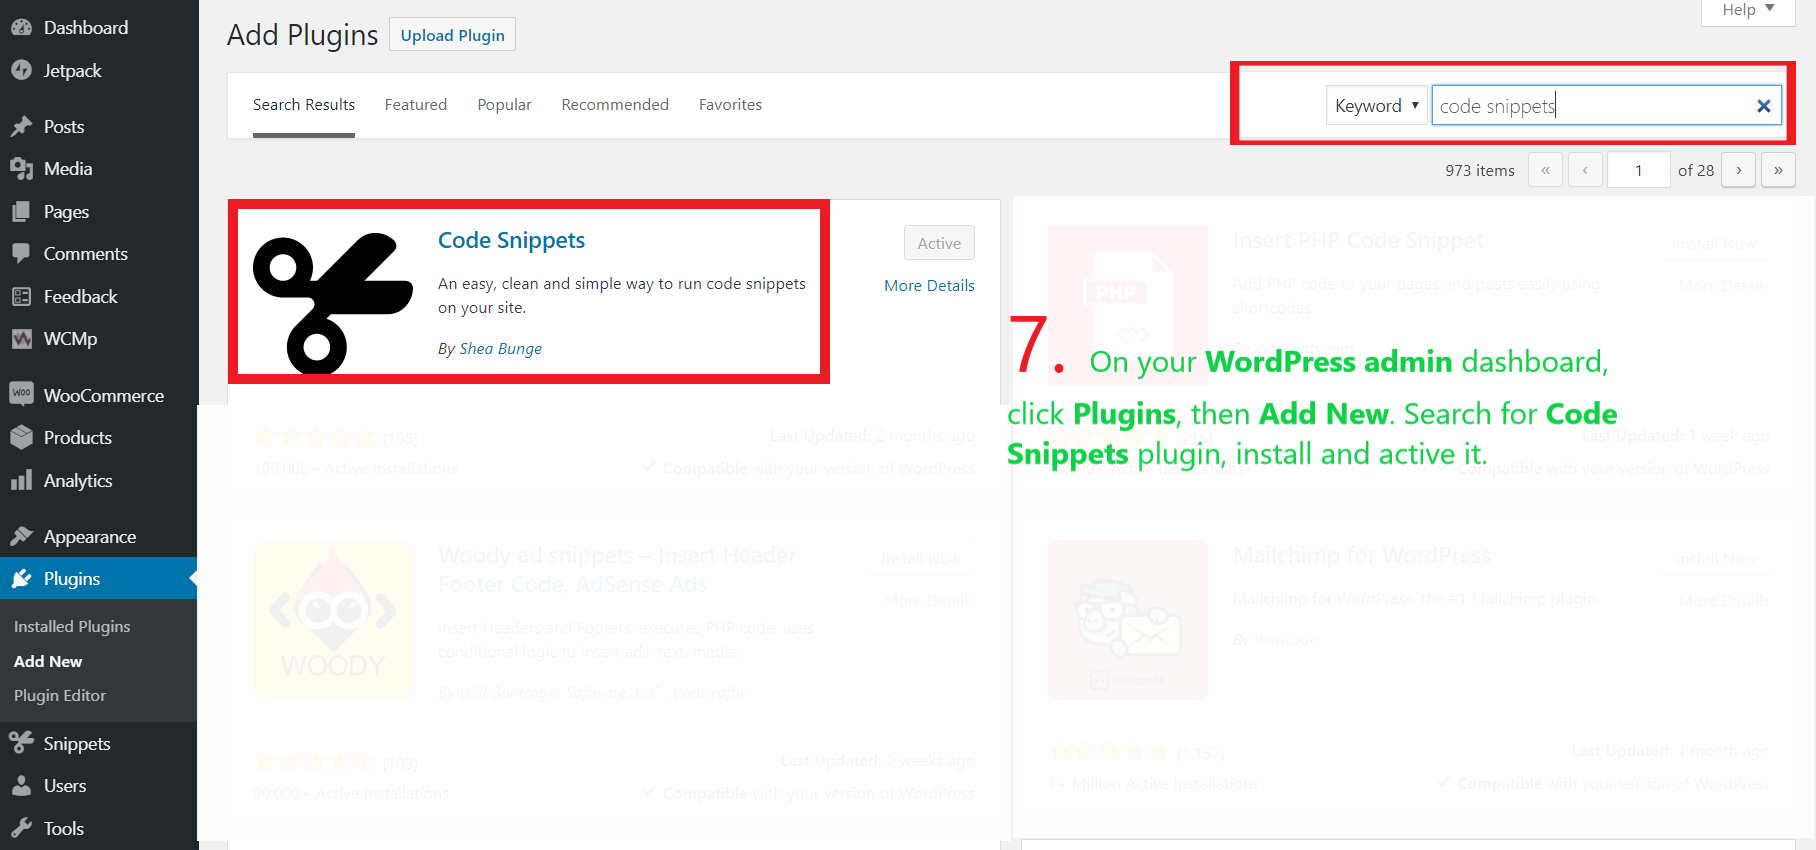 Dashboard
Jetpack
Posts
Media
Pages
Comments
Feedback
WCMp
WooCommerce
Products
Analytics
Appearance
Plugins
Installed Plugins
Add New
Plugin Editor
Snippets
Users
Tools
Add Plugins Upload Plugin
Help
Search Results Featured Popular Recommended Favorites
Keyword code snippets
973 items « ‹ 1 of 28 › »
Code Snippets
Active
An easy, clean and simple way to run code snippets
on your site.
More Details
By Shea Bunge
(195)
Last Updated: 2 months ago
100,000+ Active Installations
Compatible with your version of WordPress
Insert PHP Code Snippet
Install Now
Add PHP code to your pages and posts easily using
shortcodes.
More Details
PHP
<?>
7. On your WordPress admin dashboard,
click Plugins, then Add New. Search for Code
Snippets plugin, install and active it.
Last Updated: 1 week ago
Active Installations
Compatible with your version of WordPress
Woody ad snippets – Insert Header
Footer Code, AdSense Ads
Install Now
More Details
Insert Headers and Footers, executes PHP code, uses
conditional logic to insert ads, text, media...
WOODY
By Will Bontrager Software, LLC , Webcraftic
Last Updated: 2 weeks ago
90,000+ Active Installations
Compatible with your version of WordPress
Mailchimp for WordPress
Install Now
Mailchimp for WordPress, the #1 Mailchimp plugin.
More Details
By ibericode
ibericode
(1,157)
Last Updated: 1 month ago
1+ Million Active Installations
Compatible with your version of WordPress